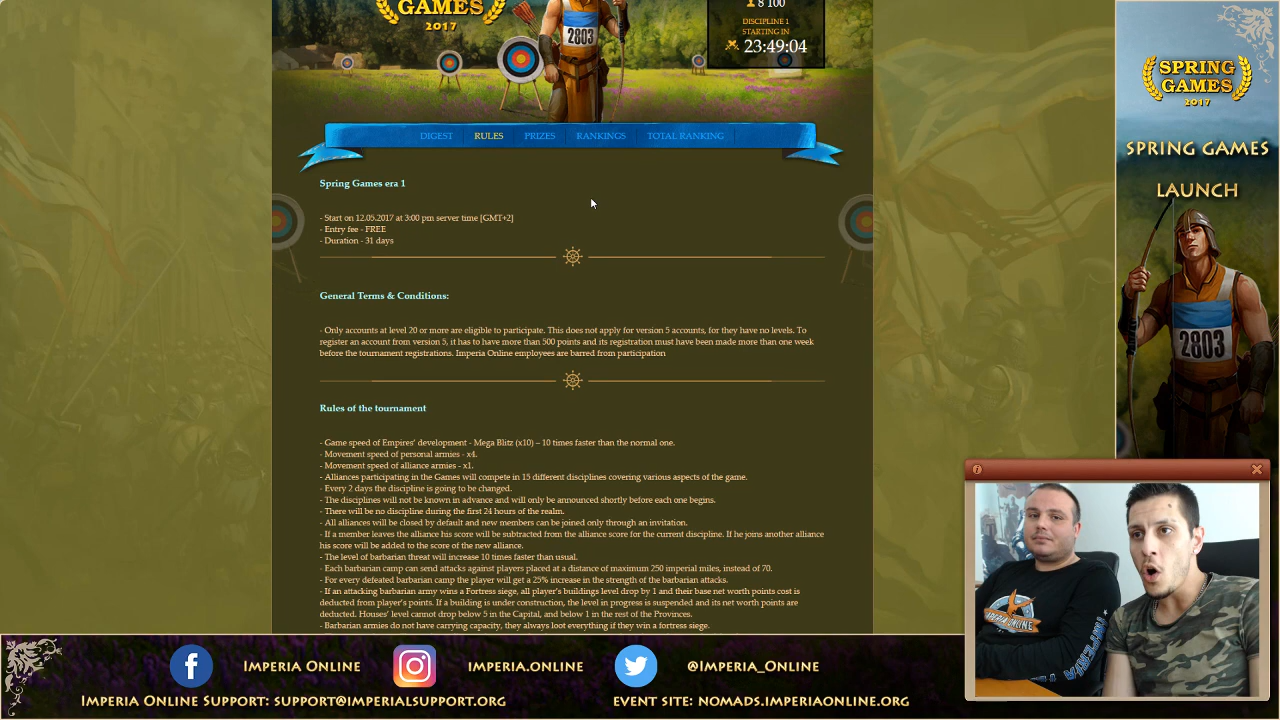 GAMES
2017
2803
8 100
DISCIPLINE 1
STARTING IN
23:49:04
DIGEST RULES PRIZES RANKINGS TOTAL RANKING
Spring Games era 1
- Start on 12.05.2017 at 3:00 pm server time [GMT+2]
- Entry fee - FREE
- Duration - 31 days
General Terms & Conditions:
- Only accounts at level 20 or more are eligible to participate. This does not apply for version 5 accounts, for they have no levels. To
register an account from version 5, it has to have more than 500 points and its registration must have been made more than one week
before the tournament registrations. Imperia Online employees are barred from participation
Rules of the tournament
- Game speed of Empires' development - Mega Blitz (x10) – 10 times faster than the normal one.
- Movement speed of personal armies - x4.
- Movement speed of alliance armies - x1.
- Alliances participating in the Games will compete in 15 different disciplines covering various aspects of the game.
- Every 2 days the discipline is going to be changed.
- The disciplines will not be known in advance and will only be announced shortly before each one begins.
- There will be no discipline during the first 24 hours of the realm.
- All alliances will be closed by default and new members can be joined only through an invitation.
- If a member leaves the alliance his score will be subtracted from the alliance score for the current discipline. If he joins another alliance
his score will be added to the score of the new alliance.
- The level of barbarian threat will increase 10 times faster than usual.
- Each barbarian camp can send attacks against players placed at a distance of maximum 250 imperial miles, instead of 70.
- For every defeated barbarian camp the player will get a 25% increase in the strength of the barbarian attacks.
- If an attacking barbarian army wins a Fortress siege, all player's buildings level drop by 1 and their base net worth points cost is
deducted from player's points. If a building is under construction, the level in progress is suspended and its net worth points are
deducted. Houses' level cannot drop below 5 in the Capital, and below 1 in the rest of the Provinces.
- Barbarian armies do not have carrying capacity, they always loot everything if they win a fortress siege.
SPRING
GAMES
2017
SPRING GAMES
LAUNCH
2803
IMPERIA ONLINE
IMPERIA ONLINE
IMPERIA.ONLINE
@IMPERIA_ONLINE
IMPERIA ONLINE SUPPORT: SUPPORT@IMPERIALSUPPORT.ORG
EVENT SITE: NOMADS.IMPERIAONLINE.ORG